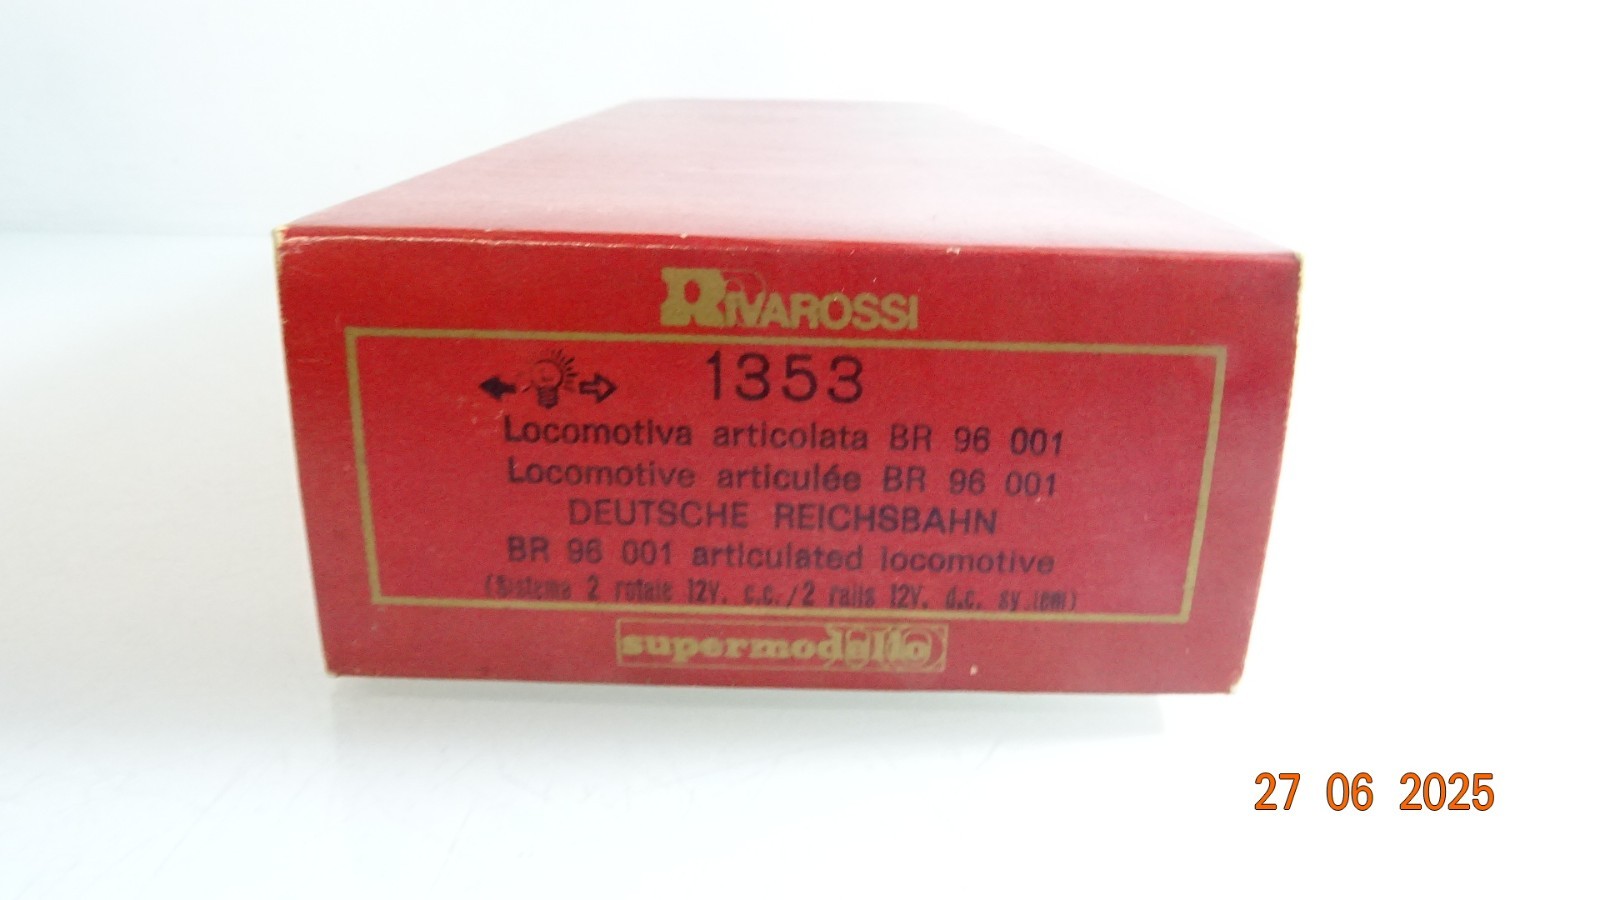 RIVAROSSI
1353
Locomotiva articolata BR 96 001
Locomotive articulée BR 96 001
DEUTSCHE REICHSBAHN
BR 96 001 articulated locomotive
(Sistema 2 rotaie 12V. c.c./2 rails 12V. d.c. system)
supermodello
27 06 2025